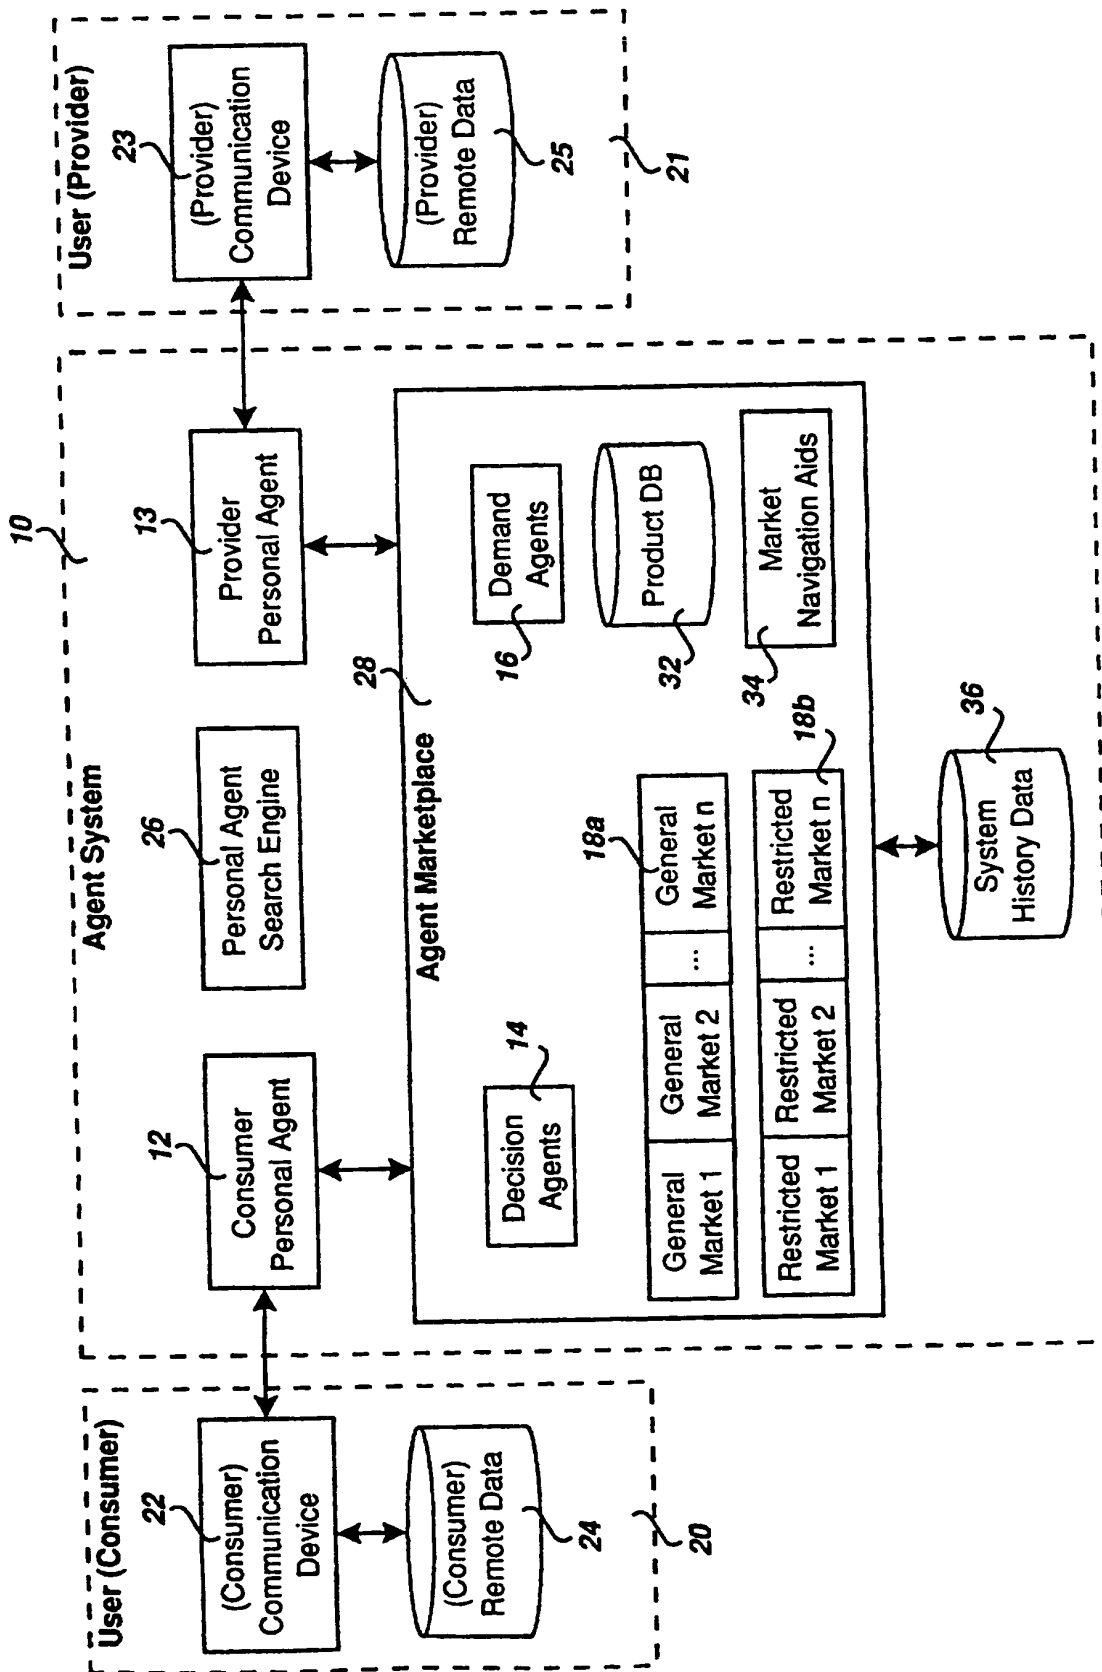 User (Consumer)
22
(Consumer)
Communication
Device
(Consumer)
Remote Data
24
20
10
Agent System
12
Consumer
Personal Agent
26
Personal Agent
Search Engine
13
Provider
Personal Agent
28
Agent Marketplace
Decision
Agents
14
Demand
Agents
16
18a
General
Market 1
General
Market 2
...
General
Market n
Restricted
Market 1
Restricted
Market 2
...
Restricted
Market n
18b
Product DB
32
Market
Navigation Aids
34
System
History Data
36
User (Provider)
23
(Provider)
Communication
Device
(Provider)
Remote Data
25
21